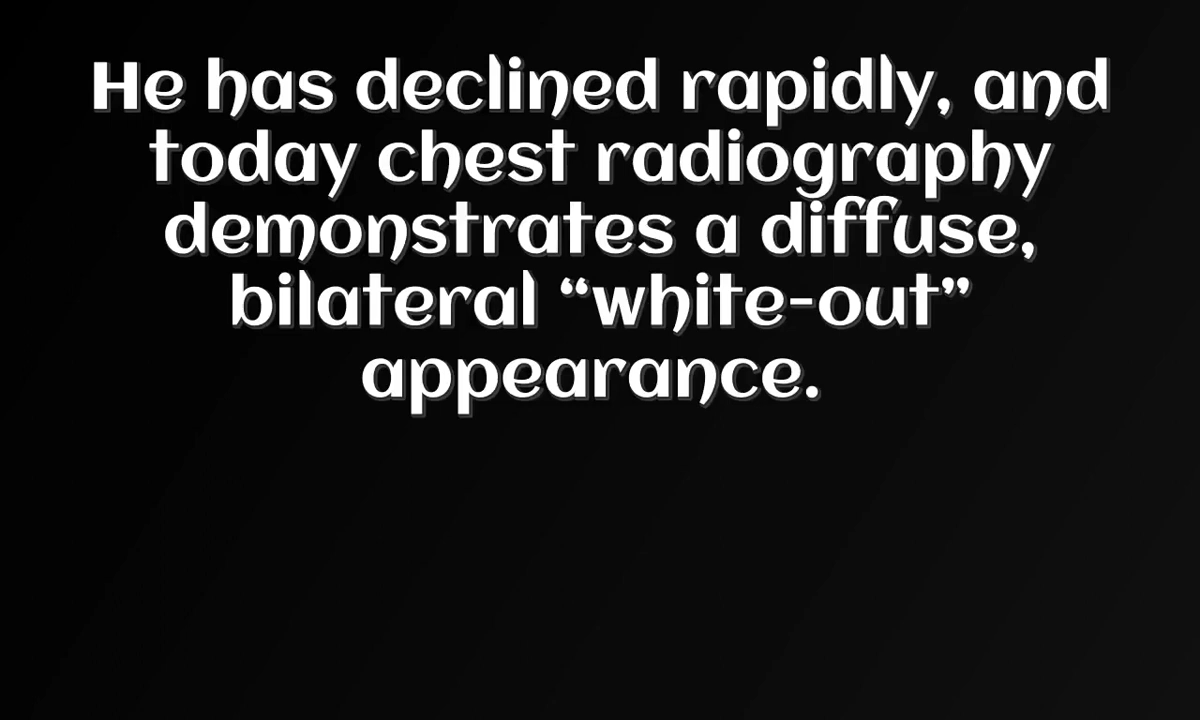 He has declined rapidly, and
today chest radiography
demonstrates a diffuse,
bilateral “white-out”
appearance.